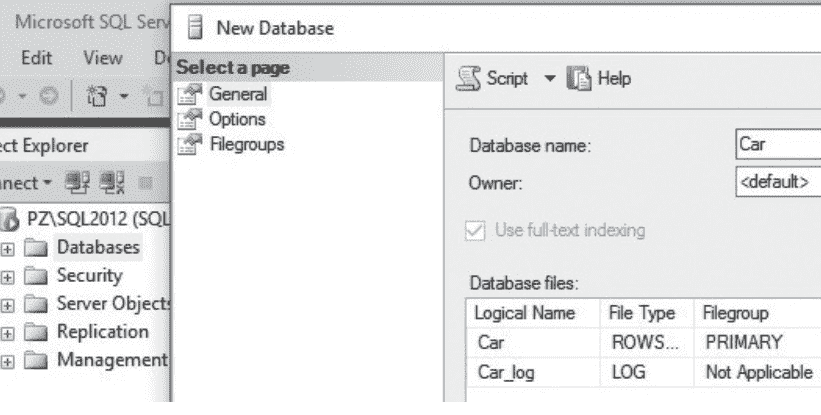 Microsoft SQL Serv
Edit View D
ect Explorer
nnect
PZ\SQL2012 (SQL
Databases
Security
Server Objects
Replication
Management
New Database
Select a page
General
Options
Filegroups
Script Help
Database name: Car
Owner: <default>
Use full-text indexing
Database files:
Logical Name File Type Filegroup
Car ROWS... PRIMARY
Car_log LOG Not Applicable